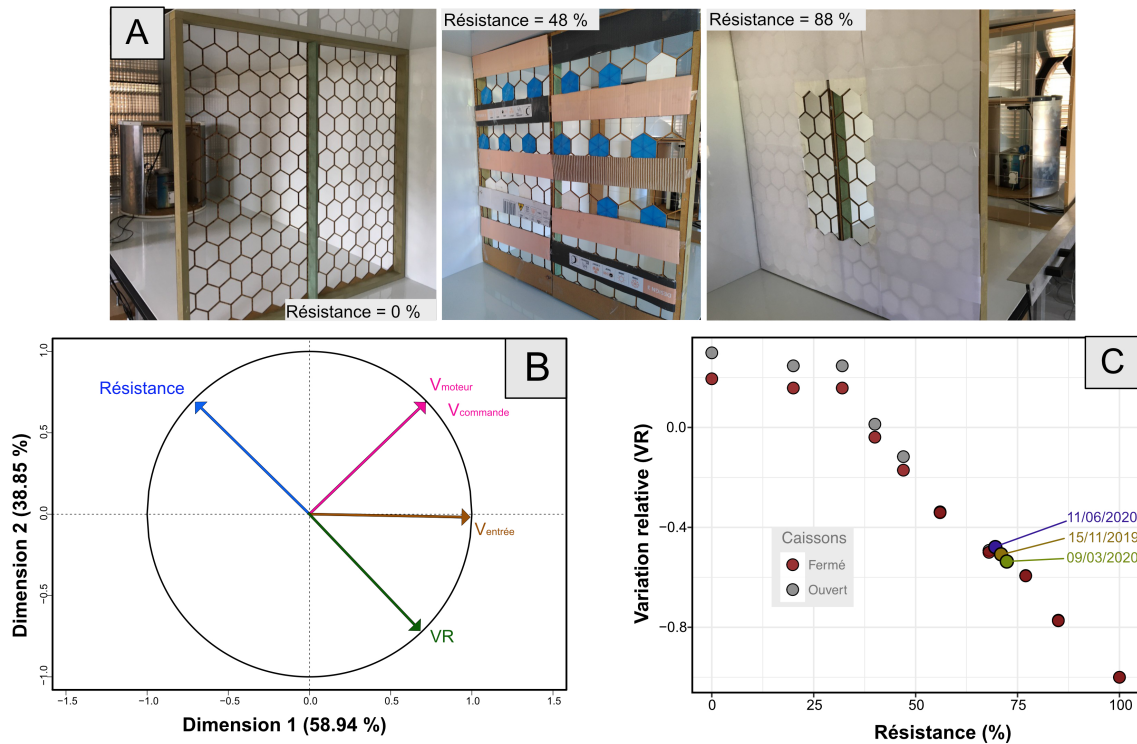 A
Résistance = 0 %
Résistance = 48 %
Résistance = 88 %
B
Résistance
Vmoteur
Vcommande
Ventrée
VR
1.0
0.5
0.0
−0.5
−1.0
−1.5
−1.0
−0.5
0.0
0.5
1.0
1.5
Dimension 2 (38.85 %)
Dimension 1 (58.94 %)
C
0.0
−0.4
−0.8
Variation relative (VR)
Caissons
Fermé
Ouvert
11/06/2020
15/11/2019
09/03/2020
0
25
50
75
100
Résistance (%)